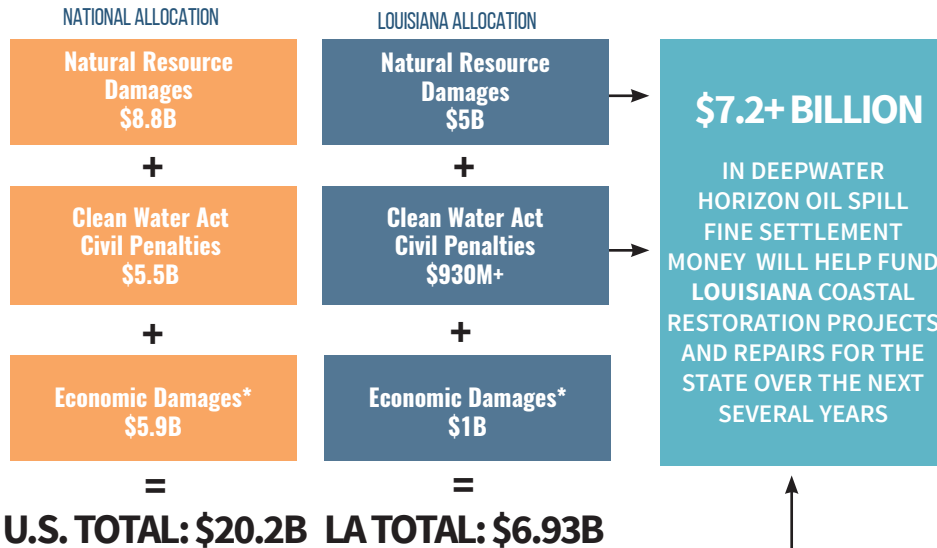 NATIONAL ALLOCATION
Natural Resource
Damages
$8.8B
+
Clean Water Act
Civil Penalties
$5.5B
+
Economic Damages*
$5.9B
=
U.S. TOTAL: $20.2B
LOUISIANA ALLOCATION
Natural Resource
Damages
$5B
+
Clean Water Act
Civil Penalties
$930M+
+
Economic Damages*
$1B
=
LA TOTAL: $6.93B
$7.2+ BILLION
IN DEEPWATER
HORIZON OIL SPILL
FINE SETTLEMENT
MONEY WILL HELP FUND
LOUISIANA COASTAL
RESTORATION PROJECTS
AND REPAIRS FOR THE
STATE OVER THE NEXT
SEVERAL YEARS